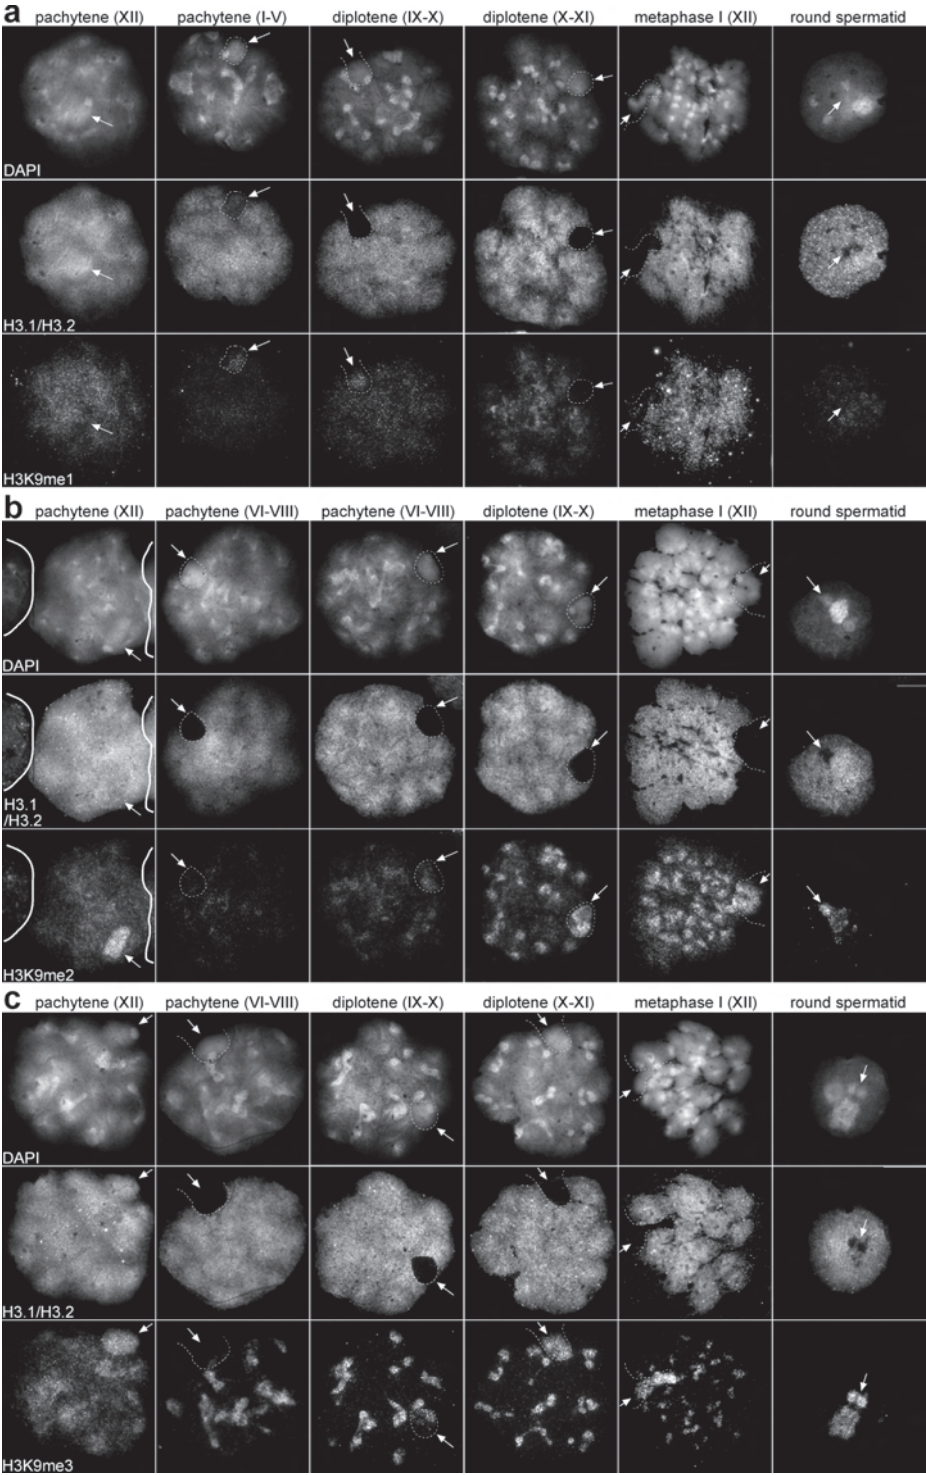 a
pachytene (XII) pachytene (I-V) diplotene (IX-X) diplotene (X-XI) metaphase I (XII) round spermatid
DAPI
H3.1/H3.2
H3K9me1
b
pachytene (XII) pachytene (VI-VIII) pachytene (VI-VIII) diplotene (IX-X) metaphase I (XII) round spermatid
DAPI
H3.1
/H3.2
H3K9me2
c
pachytene (XII) pachytene (VI-VIII) diplotene (IX-X) diplotene (X-XI) metaphase I (XII) round spermatid
DAPI
H3.1/H3.2
H3K9me3